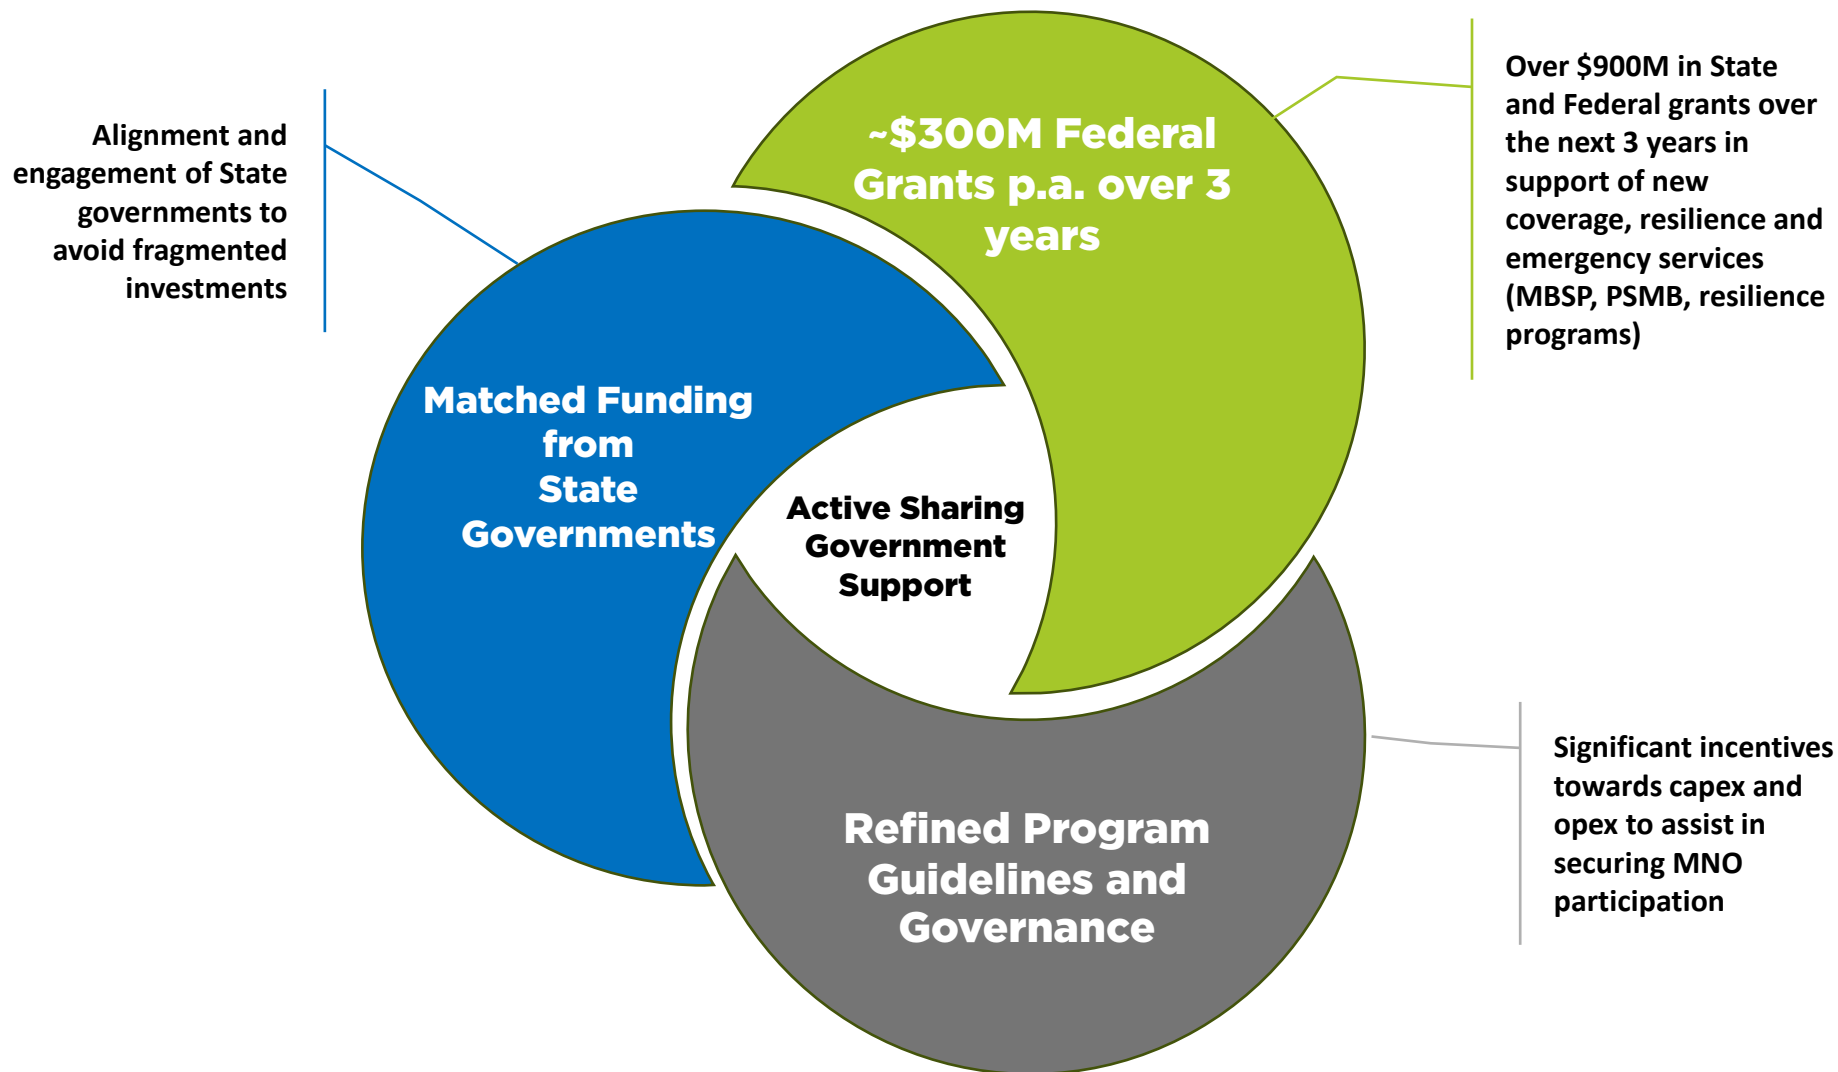 Alignment and
engagement of State
governments to
avoid fragmented
investments
~$300M Federal
Grants p.a. over 3
years
Over $900M in State
and Federal grants over
the next 3 years in
support of new
coverage, resilience and
emergency services
(MBSP, PSMB, resilience
programs)
Matched Funding
from
State
Governments
Active Sharing
Government
Support
Refined Program
Guidelines and
Governance
Significant incentives
towards capex and
opex to assist in
securing MNO
participation